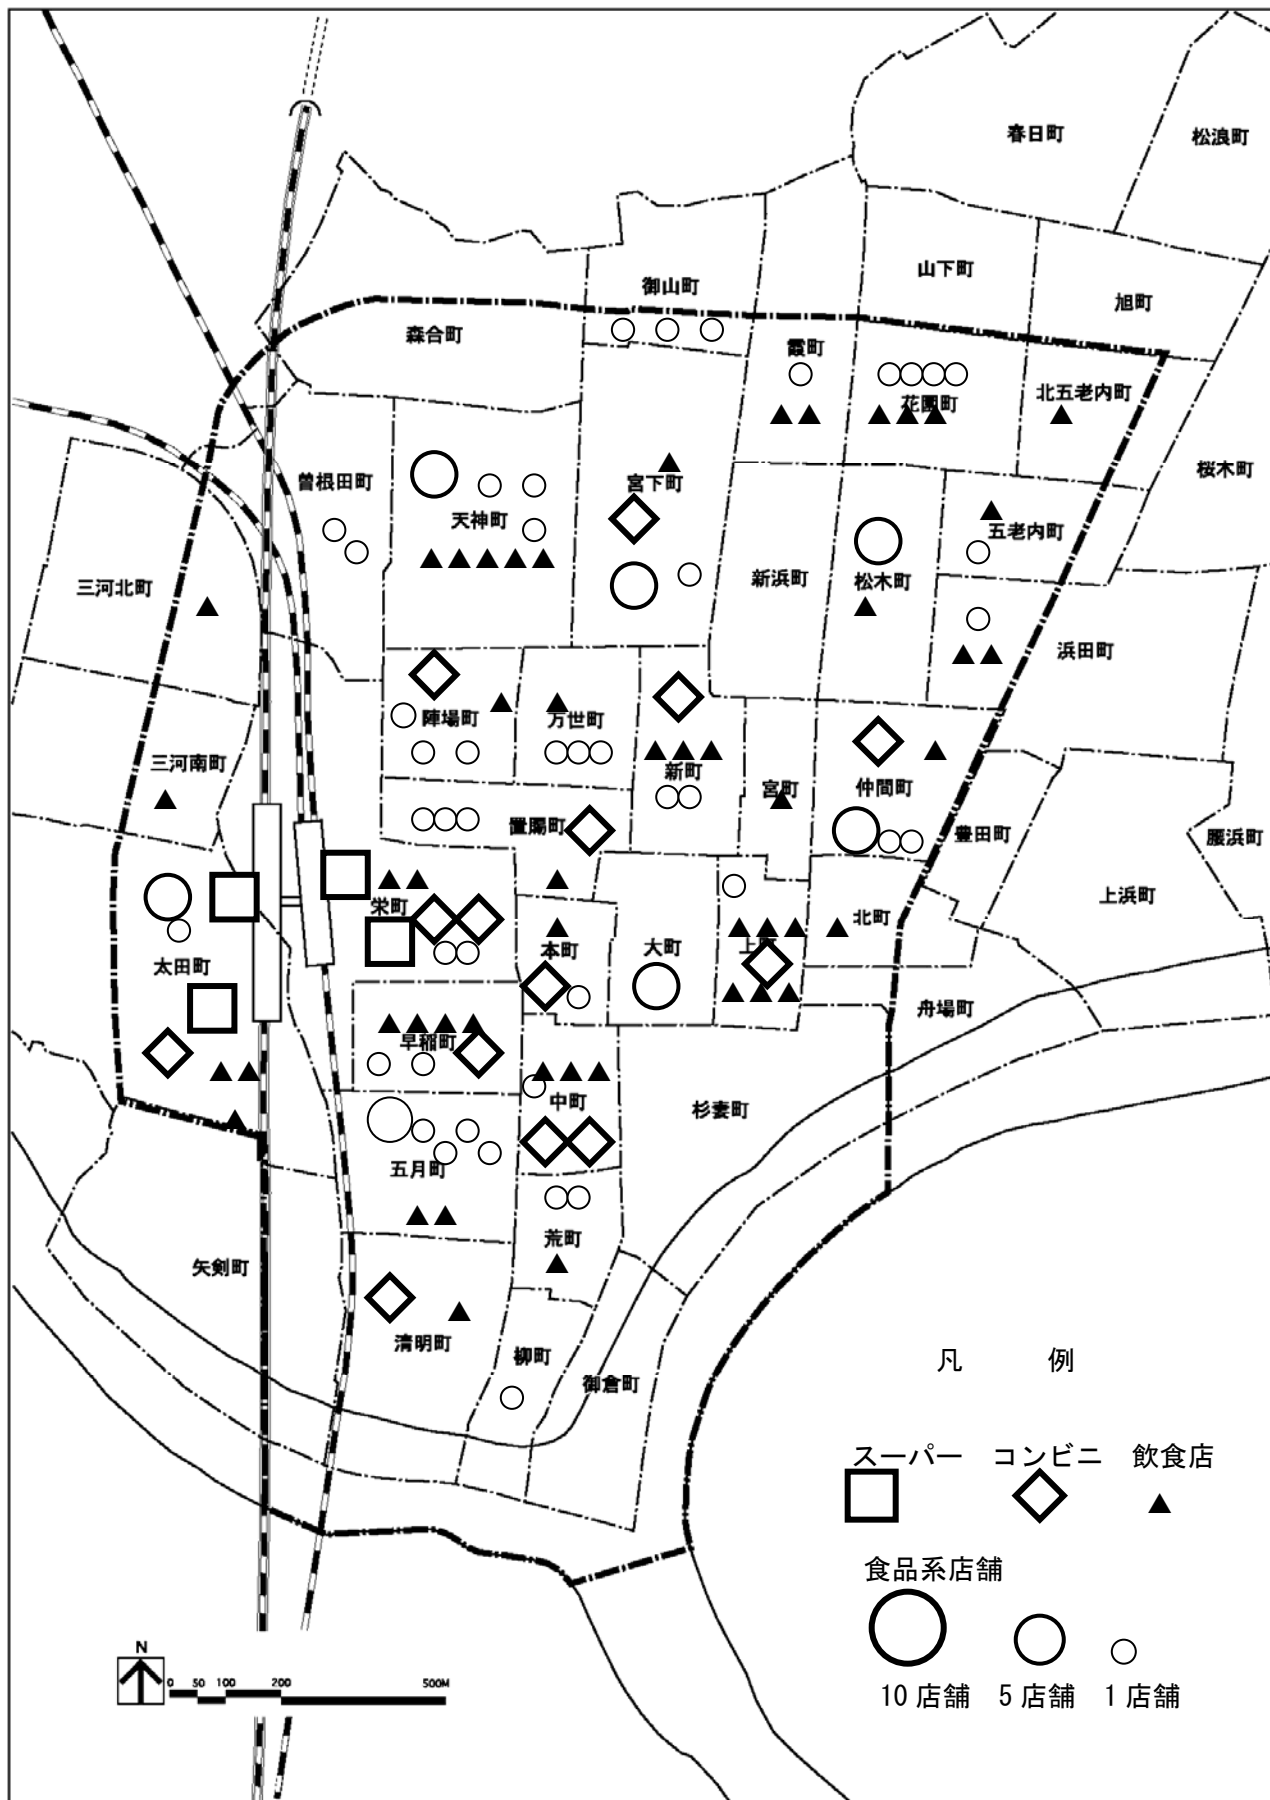 春日町
松浪町
御山町
山下町
旭町
森合町
霞町
花園町
北五老内町
桜木町
曽根田町
宮下町
天神町
五老内町
三河北町
新浜町
松木町
浜田町
陣場町
万世町
三河南町
新町
宮町
仲間町
置賜町
豊田町
腰浜町
上浜町
栄町
北町
本町
大町
上町
太田町
舟場町
早稲町
中町
杉妻町
五月町
荒町
矢剣町
清明町
柳町
御倉町
凡 例
スーパー コンビニ 飲食店
食品系店舗
10 店舗 5 店舗 1 店舗
N
0 50 100 200 500M